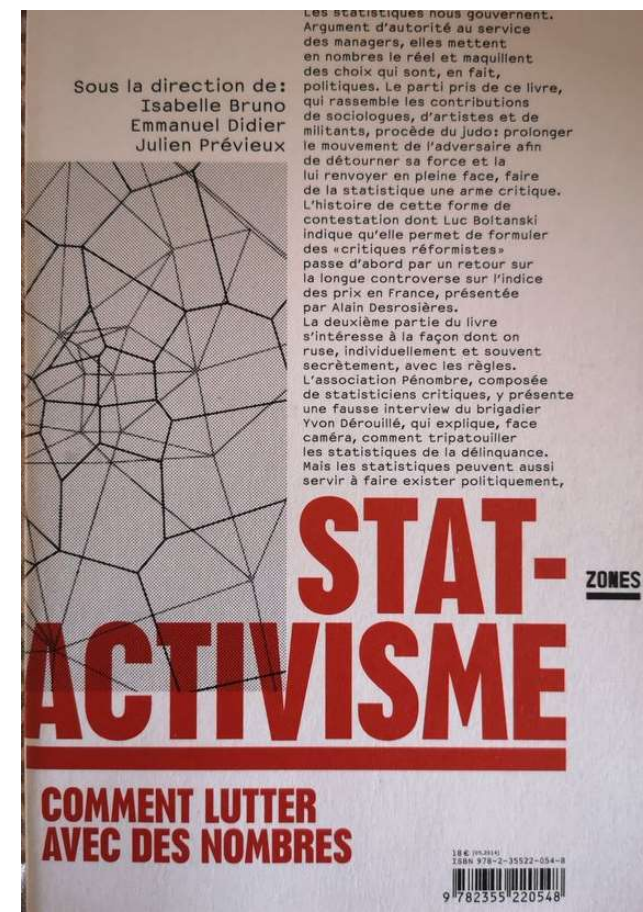 Les statistiques nous gouvernent.
Argument d'autorité au service
des managers, elles mettent
en nombres le réel et maquillent
des choix qui sont, en fait,
politiques. Le parti pris de ce livre,
qui rassemble les contributions
de sociologues, d'artistes et de
militants, procède du judo: prolonger
le mouvement de l'adversaire afin
de détourner sa force et la
lui renvoyer en pleine face, faire
de la statistique une arme critique.
L'histoire de cette forme de
contestation dont Luc Boltanski
indique qu'elle permet de formuler
des «critiques réformistes»
passe d'abord par un retour sur
la longue controverse sur l'indice
des prix en France, présentée
par Alain Desrosières.
La deuxième partie du livre
s'intéresse à la façon dont on
ruse, individuellement et souvent
secrètement, avec les règles.
L'association Pénombre, composée
de statisticiens critiques, y présente
une fausse interview du brigadier
Yvon Dérouillé, qui explique, face
caméra, comment tripatouiller
les statistiques de la délinquance.
Mais les statistiques peuvent aussi
servir à faire exister politiquement,
Sous la direction de:
Isabelle Bruno
Emmanuel Didier
Julien Prévieux
STAT-
ACTIVISME
ZONES
COMMENT LUTTER
AVEC DES NOMBRES
18 € [05.2014]
ISBN 978-2-35522-054-8
9 782355 220548